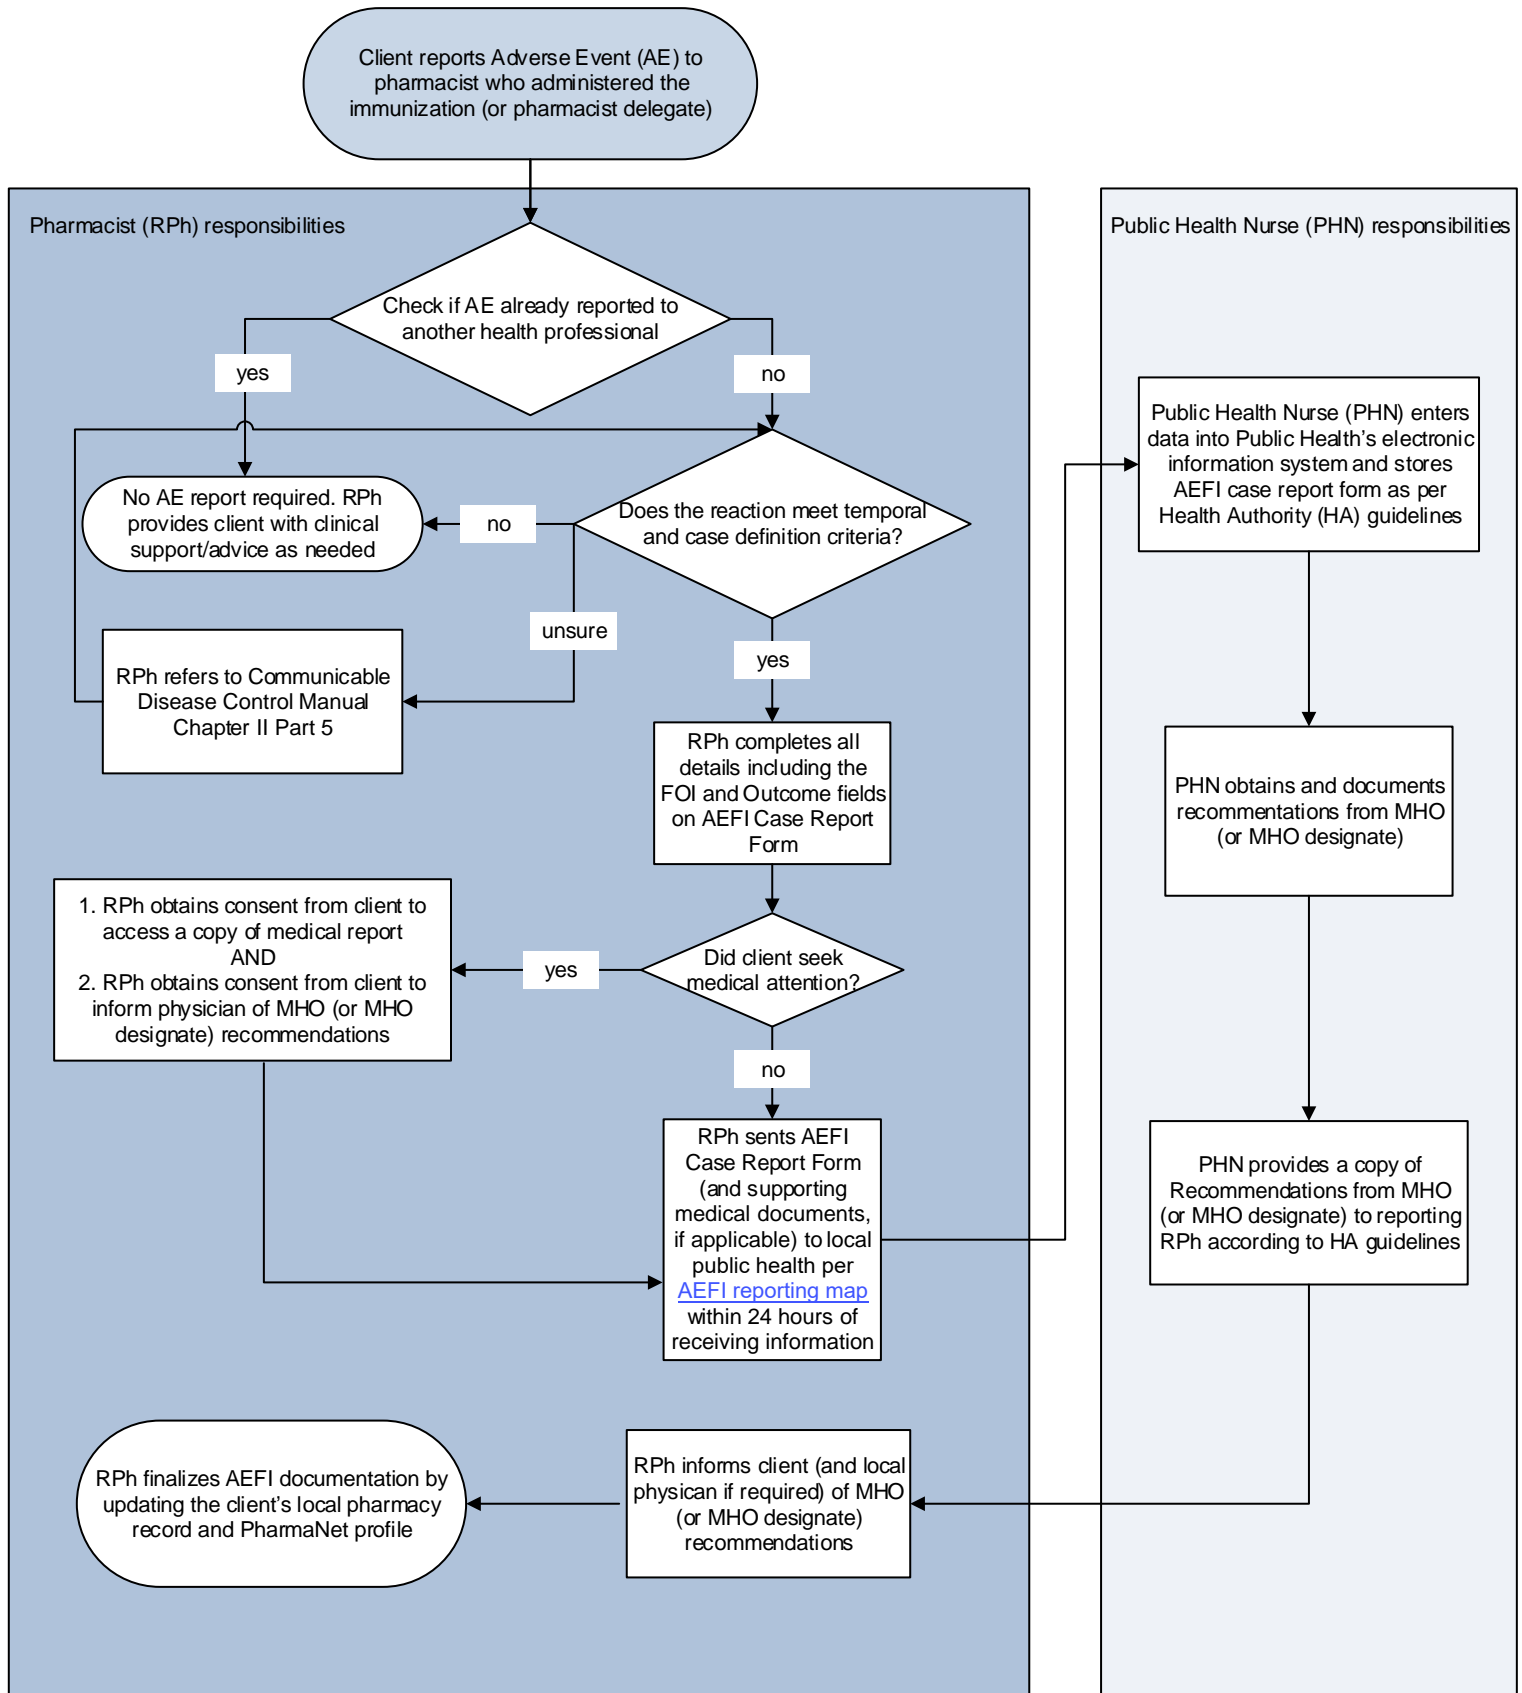 Client reports Adverse Event (AE) to
pharmacist who administered the
immunization (or pharmacist delegate)
Pharmacist (RPh) responsibilities
Check if AE already reported to
another health professional
yes
no
No AE report required. RPh
provides client with clinical
support/advice as needed
no
Does the reaction meet temporal
and case definition criteria?
unsure
RPh refers to Communicable
Disease Control Manual
Chapter II Part 5
yes
RPh completes all
details including the
FOI and Outcome fields
on AEFI Case Report
Form
1. RPh obtains consent from client to
access a copy of medical report
AND
2. RPh obtains consent from client to
inform physician of MHO (or MHO
designate) recommendations
yes
Did client seek
medical attention?
no
RPh sents AEFI
Case Report Form
(and supporting
medical documents,
if applicable) to local
public health per
AEFI reporting map
within 24 hours of
receiving information
RPh finalizes AEFI documentation by
updating the client's local pharmacy
record and PharmaNet profile
RPh informs client (and local
physican if required) of MHO
(or MHO designate)
recommendations
Public Health Nurse (PHN) responsibilities
Public Health Nurse (PHN) enters
data into Public Health's electronic
information system and stores
AEFI case report form as per
Health Authority (HA) guidelines
PHN obtains and documents
recommentations from MHO
(or MHO designate)
PHN provides a copy of
Recommendations from MHO
(or MHO designate) to reporting
RPh according to HA guidelines